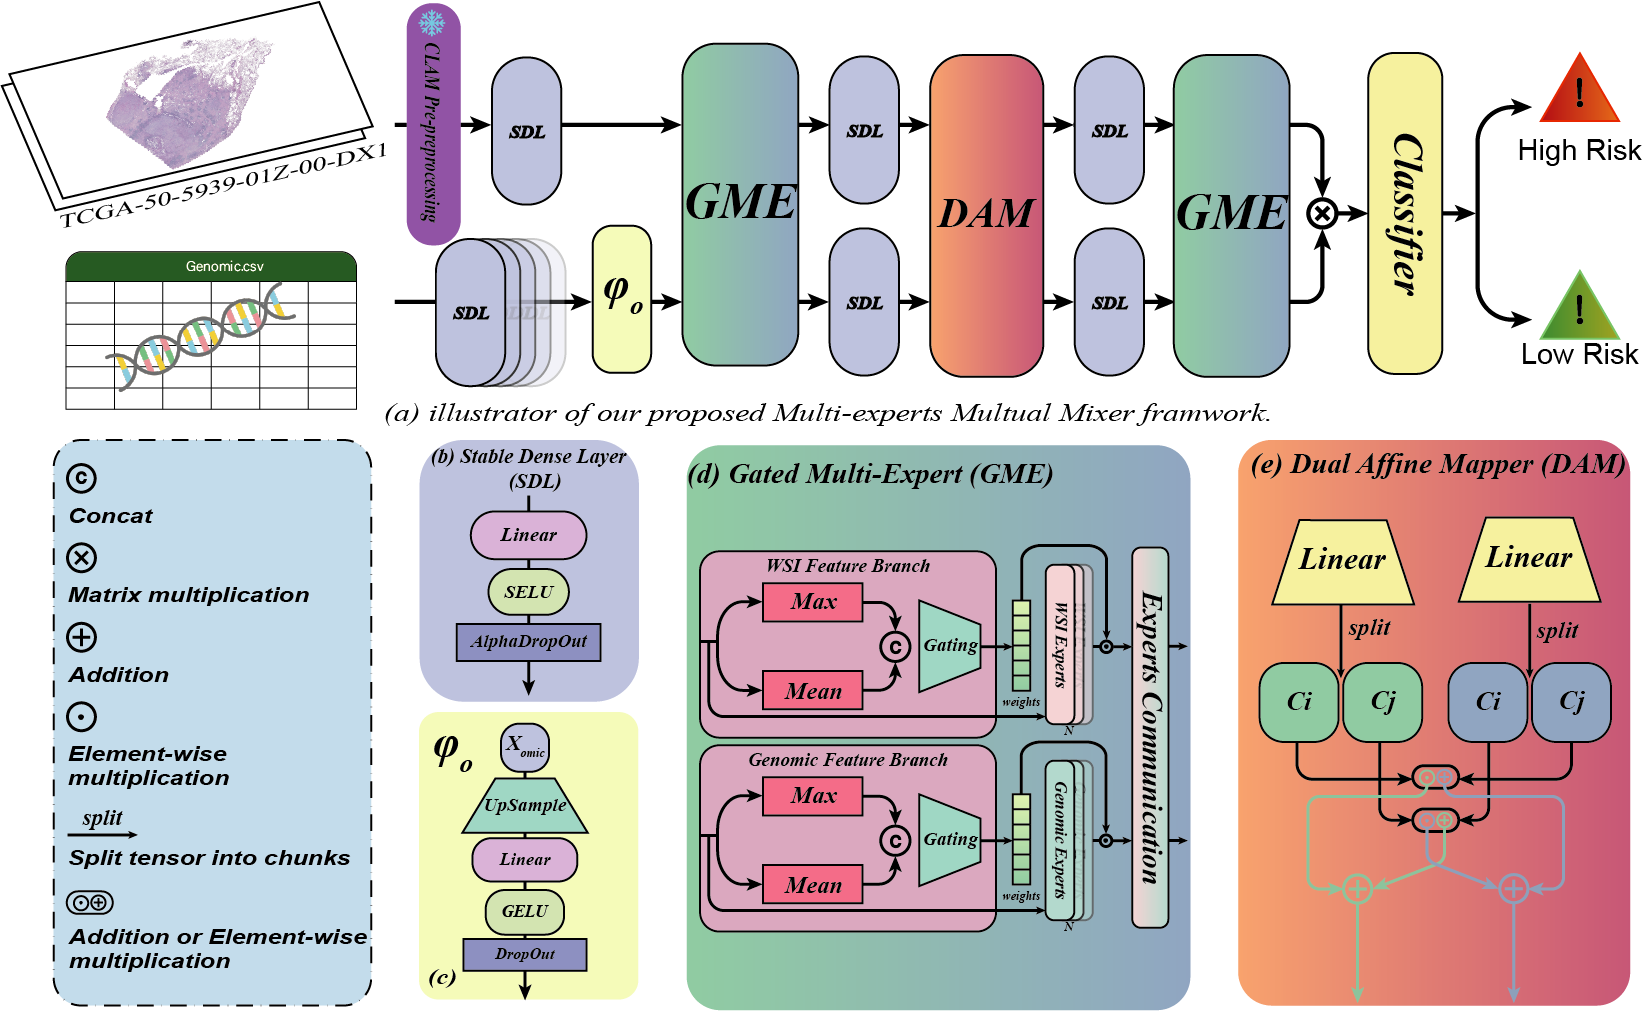 TCGA-50-5939-01Z-00-DX1
Genomic.csv
CLAM Pre-preprocessing
SDL
GME
SDL
DAM
SDL
GME
Classifier
High Risk
SDL
φo
SDL
SDL
Low Risk
(a) illustrator of our proposed Multi-experts Multual Mixer framwork.
C
Concat
Matrix multiplication
Addition
Element-wise
multiplication
split
Split tensor into chunks
Addition or Element-wise
multiplication
(b) Stable Dense Layer
(SDL)
Linear
SELU
AlphaDropOut
φo
Xomic
UpSample
Linear
GELU
DropOut
(c)
(d) Gated Multi-Expert (GME)
WSI Feature Branch
Max
C
Mean
Gating
weights
WSI Experts
N
Genomic Feature Branch
Max
C
Mean
Gating
weights
Genomic Experts
N
Experts Communication
(e) Dual Affine Mapper (DAM)
Linear
Linear
split
split
Ci
Cj
Ci
Cj